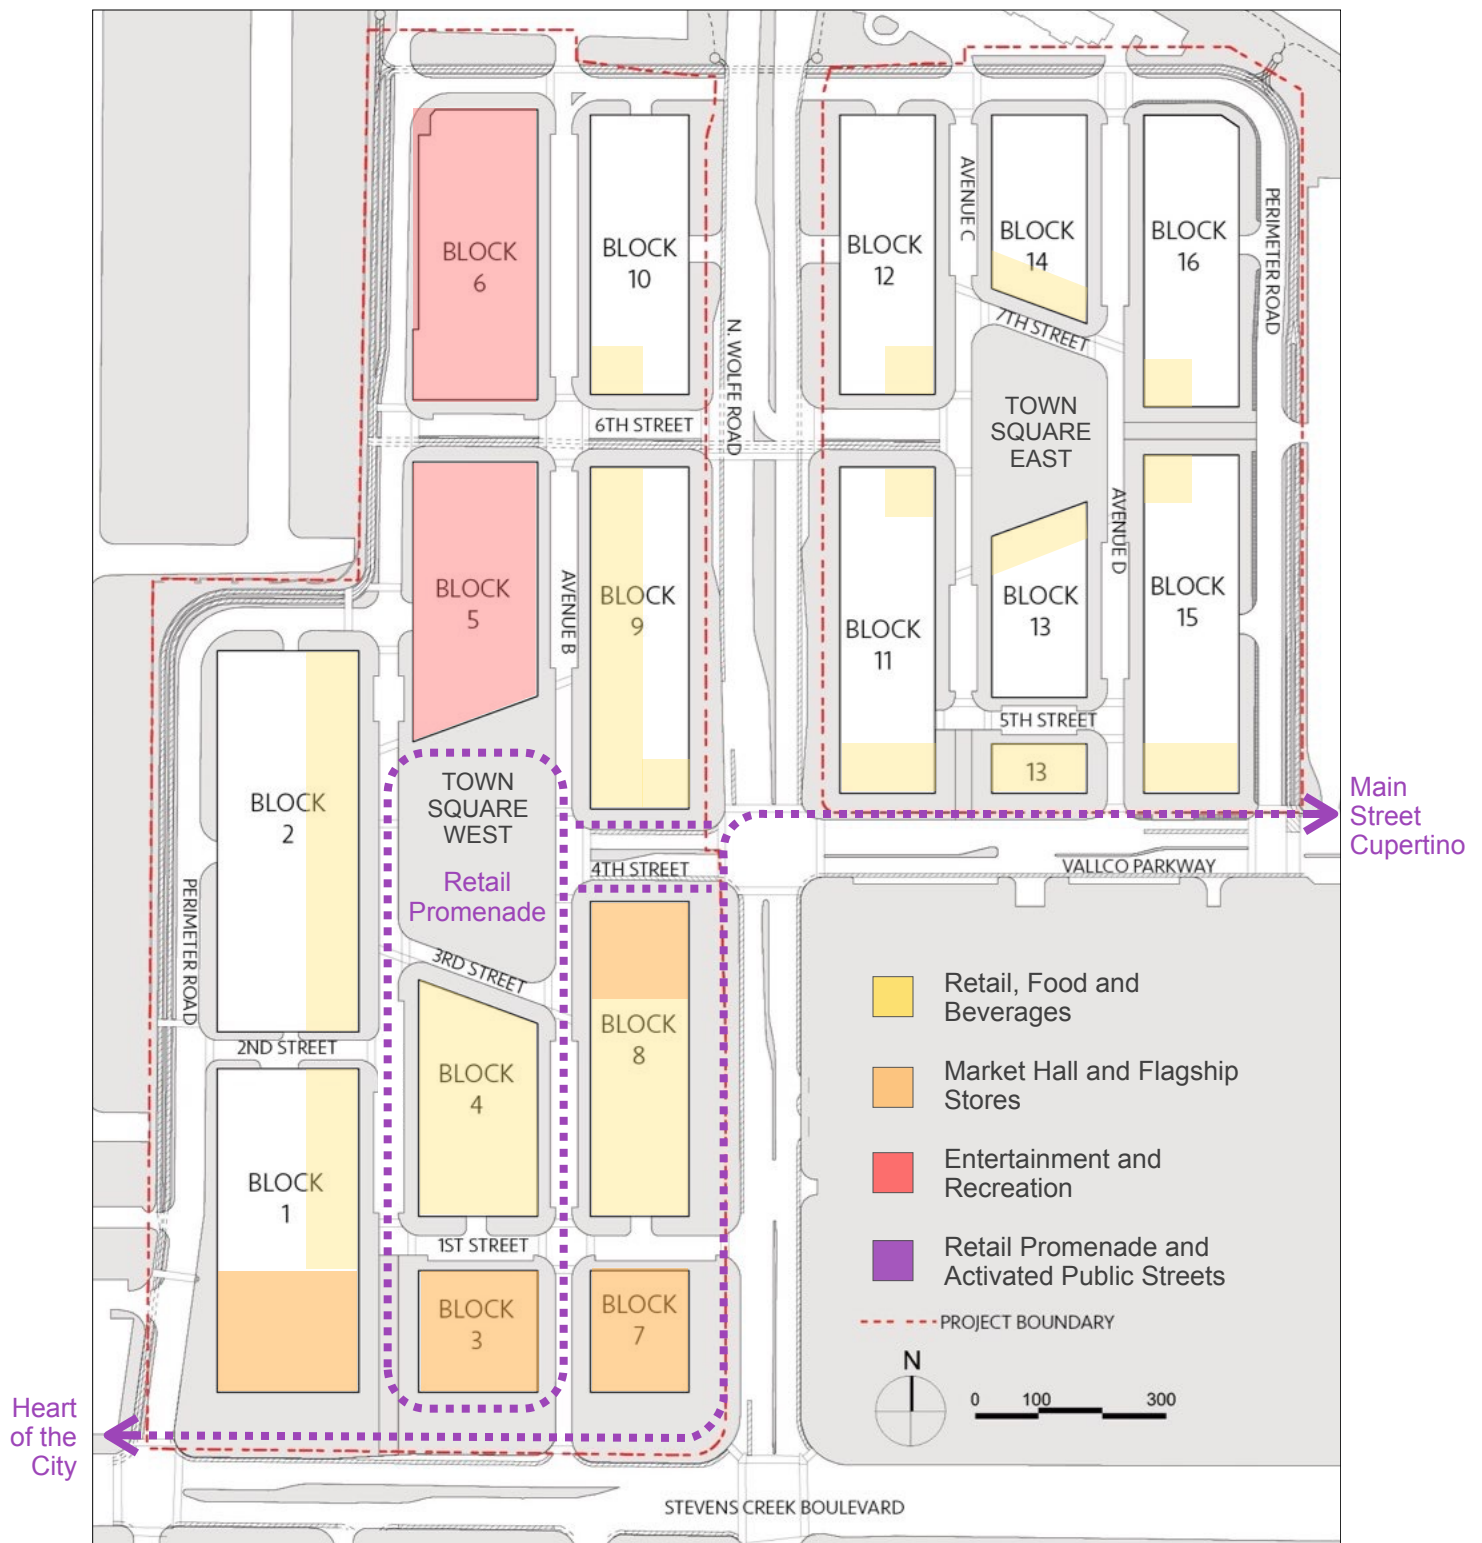 BLOCK
6
BLOCK
10
BLOCK
12
AVENUE C
BLOCK
14
BLOCK
16
PERIMETER ROAD
7TH STREET
N. WOLFE ROAD
TOWN
SQUARE
EAST
6TH STREET
BLOCK
5
AVENUE B
BLOCK
9
BLOCK
11
BLOCK
13
AVENUE D
BLOCK
15
5TH STREET
13
BLOCK
2
TOWN
SQUARE
WEST
Retail
Promenade
4TH STREET
VALLCO PARKWAY
Main
Street
Cupertino
PERIMETER ROAD
3RD STREET
2ND STREET
BLOCK
8
BLOCK
4
BLOCK
1
1ST STREET
BLOCK
3
BLOCK
7
Retail, Food and
Beverages
Market Hall and Flagship
Stores
Entertainment and
Recreation
Retail Promenade and
Activated Public Streets
PROJECT BOUNDARY
N
0 100 300
Heart
of the
City
STEVENS CREEK BOULEVARD